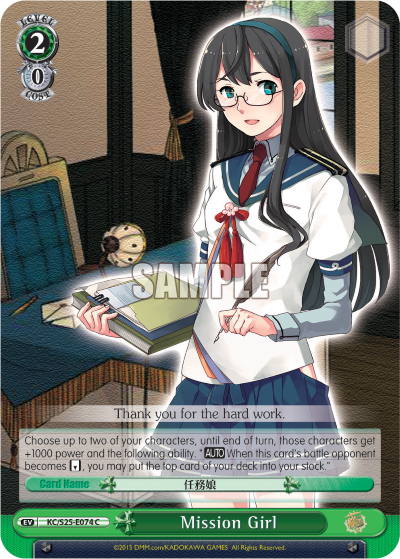 LEVEL
2
0
COST
SAMPLE
Thank you for the hard work.
Choose up to two of your characters, until end of turn, those characters get
+1000 power and the following ability. "AUTO When this card's battle opponent
becomes , you may put the top card of your deck into your stock."
Card Name 任務娘
EV KC/S25-E074 C Mission Girl
©2015 DMM.com/KADOKAWA GAMES All Rights Reserved.